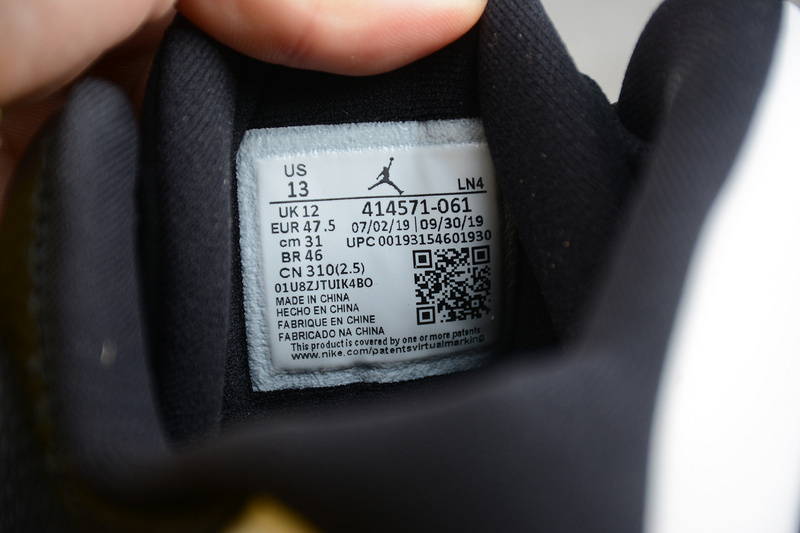 US
13
LN4
UK 12 414571-061
EUR 47.5 07/02/19 | 09/30/19
cm 31 UPC 00193154601930
BR 46
CN 310(2.5)
01U8ZJTUIK4BO
MADE IN CHINA
HECHO EN CHINA
FABRIQUE EN CHINE
FABRICADO NA CHINA
This product is covered by one or more patents
www.nike.com/patentsvirtualmarking